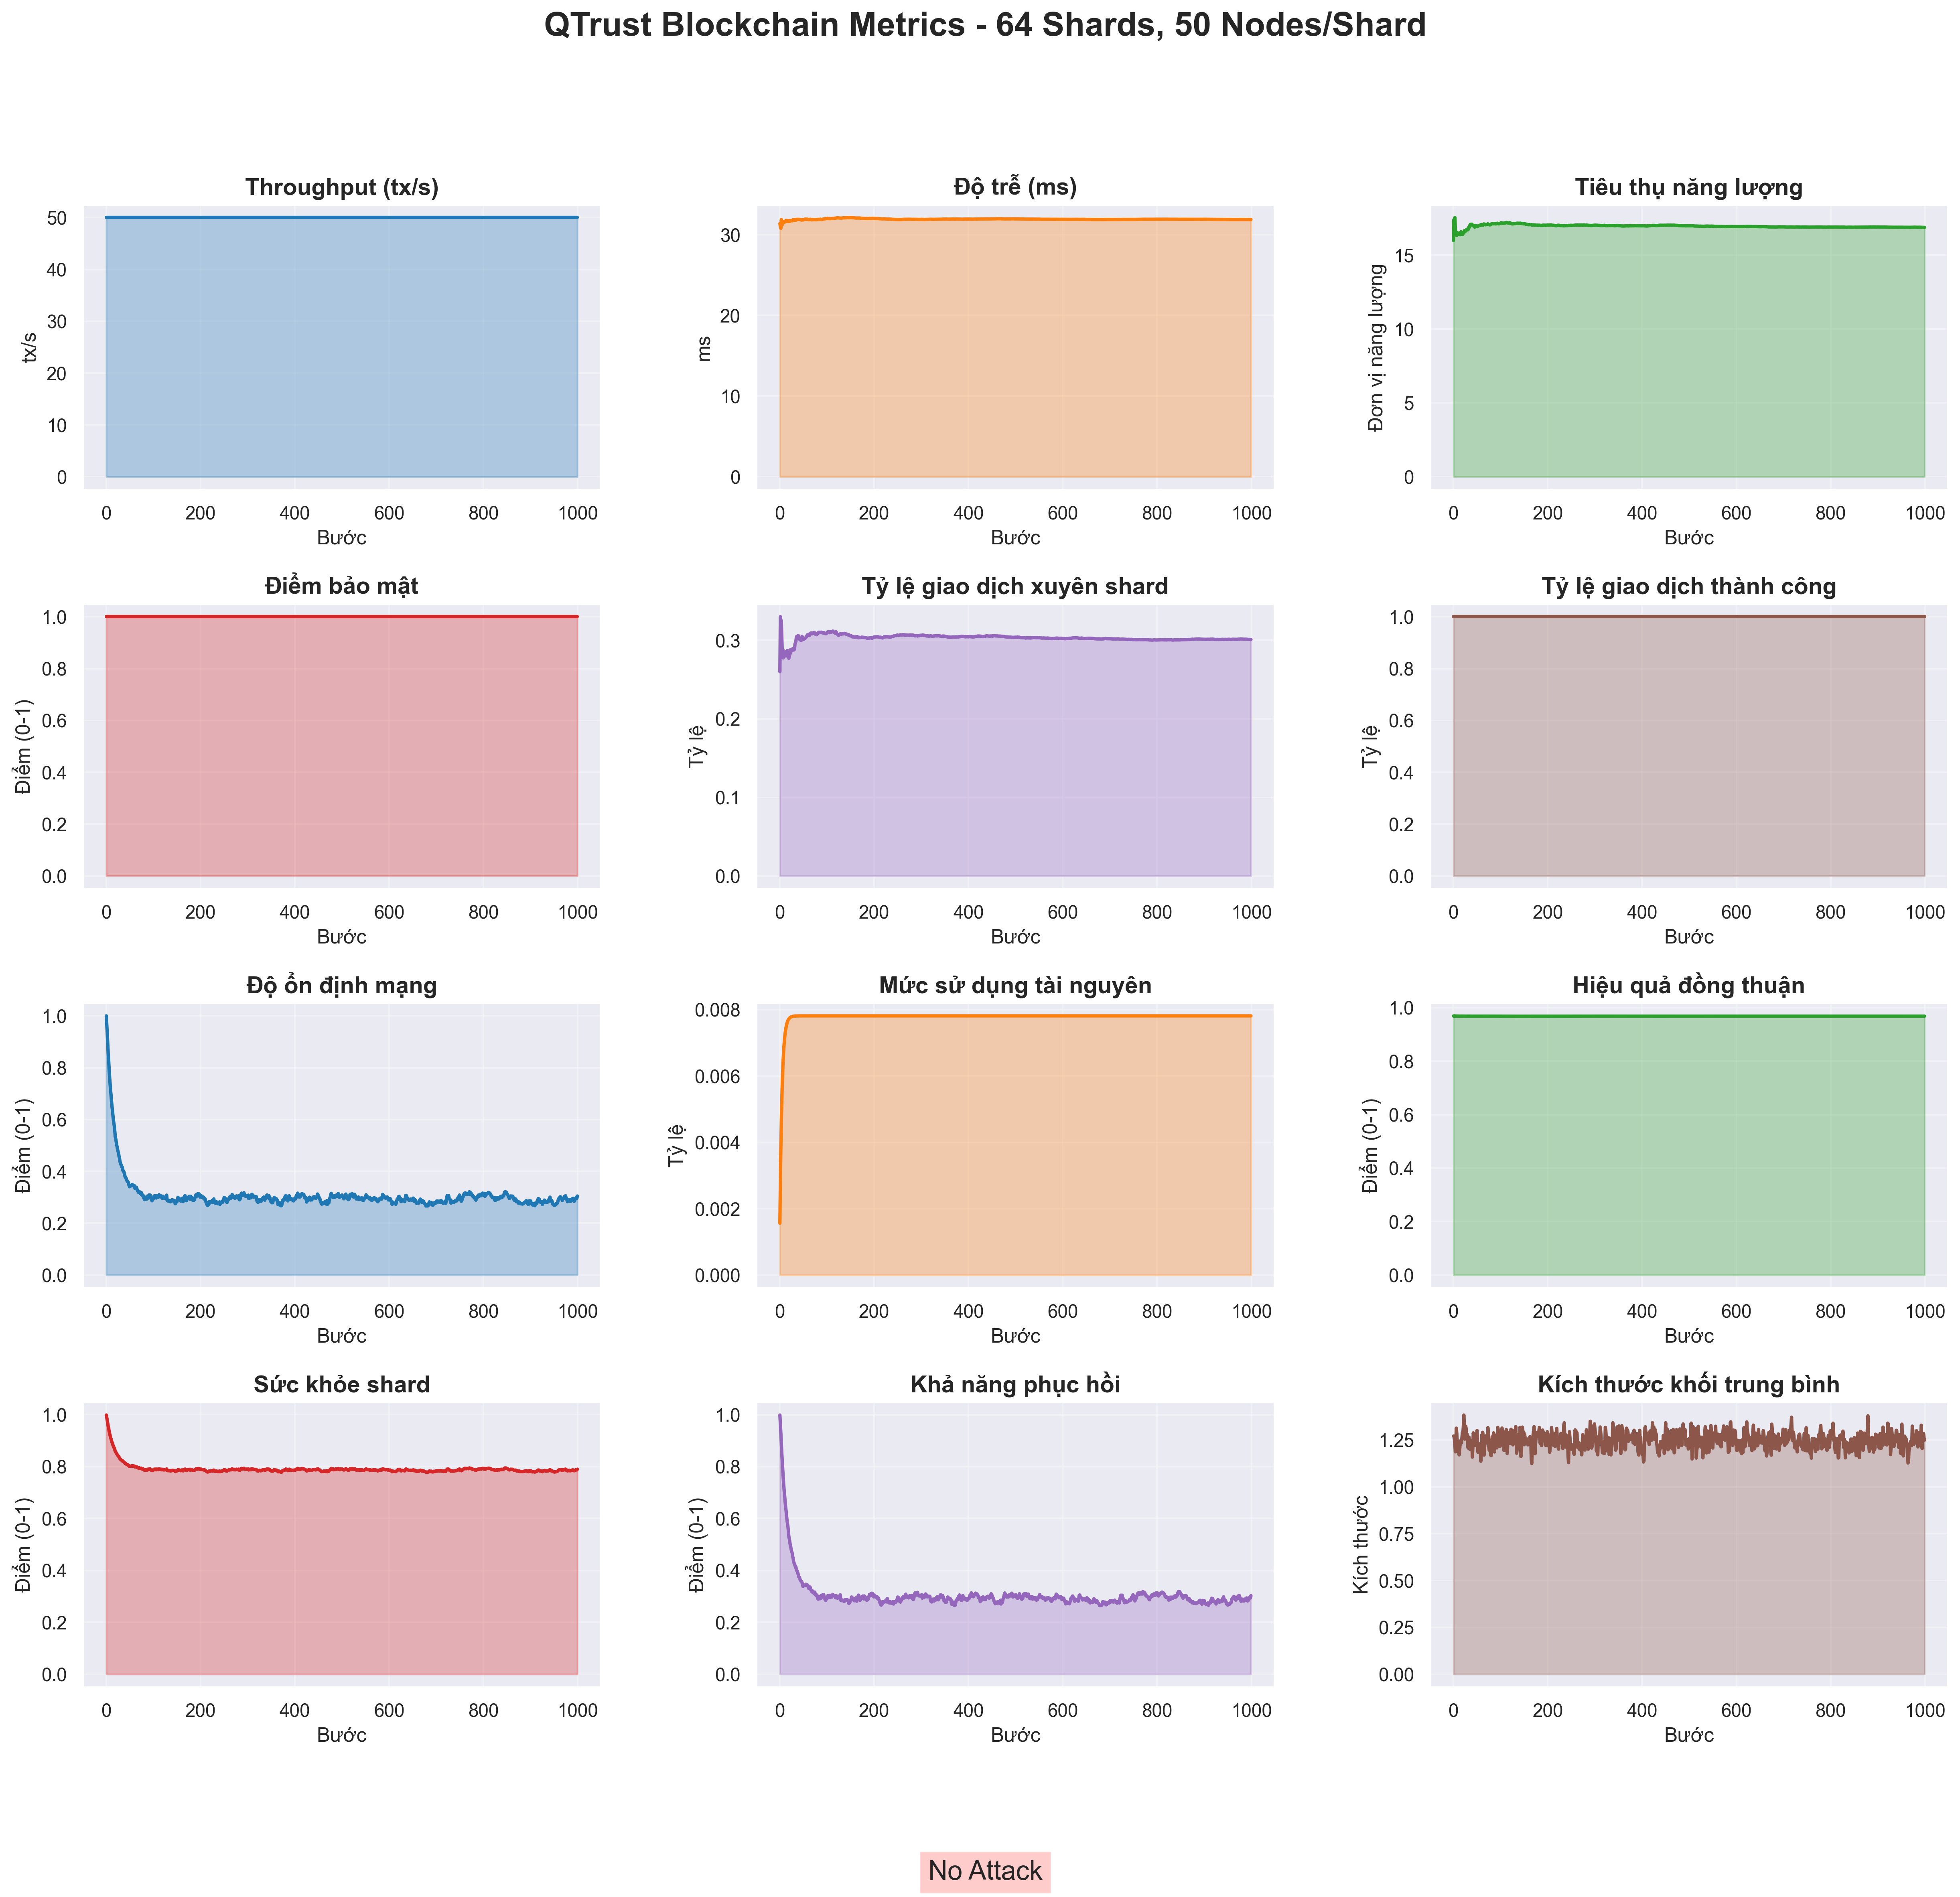 QTrust Blockchain Metrics - 64 Shards, 50 Nodes/Shard
Throughput (tx/s)
tx/s
50
40
30
20
10
0
0 200 400 600 800 1000
Bước
Độ trễ (ms)
ms
30
20
10
0
0 200 400 600 800 1000
Bước
Tiêu thụ năng lượng
Đơn vị năng lượng
15
10
5
0
0 200 400 600 800 1000
Bước
Điểm bảo mật
Điểm (0-1)
1.0
0.8
0.6
0.4
0.2
0.0
0 200 400 600 800 1000
Bước
Tỷ lệ giao dịch xuyên shard
Tỷ lệ
0.3
0.2
0.1
0.0
0 200 400 600 800 1000
Bước
Tỷ lệ giao dịch thành công
Tỷ lệ
1.0
0.8
0.6
0.4
0.2
0.0
0 200 400 600 800 1000
Bước
Độ ổn định mạng
Điểm (0-1)
1.0
0.8
0.6
0.4
0.2
0.0
0 200 400 600 800 1000
Bước
Mức sử dụng tài nguyên
Tỷ lệ
0.008
0.006
0.004
0.002
0.000
0 200 400 600 800 1000
Bước
Hiệu quả đồng thuận
Điểm (0-1)
1.0
0.8
0.6
0.4
0.2
0.0
0 200 400 600 800 1000
Bước
Sức khỏe shard
Điểm (0-1)
1.0
0.8
0.6
0.4
0.2
0.0
0 200 400 600 800 1000
Bước
Khả năng phục hồi
Điểm (0-1)
1.0
0.8
0.6
0.4
0.2
0.0
0 200 400 600 800 1000
Bước
Kích thước khối trung bình
Kích thước
1.25
1.00
0.75
0.50
0.25
0.00
0 200 400 600 800 1000
Bước
No Attack